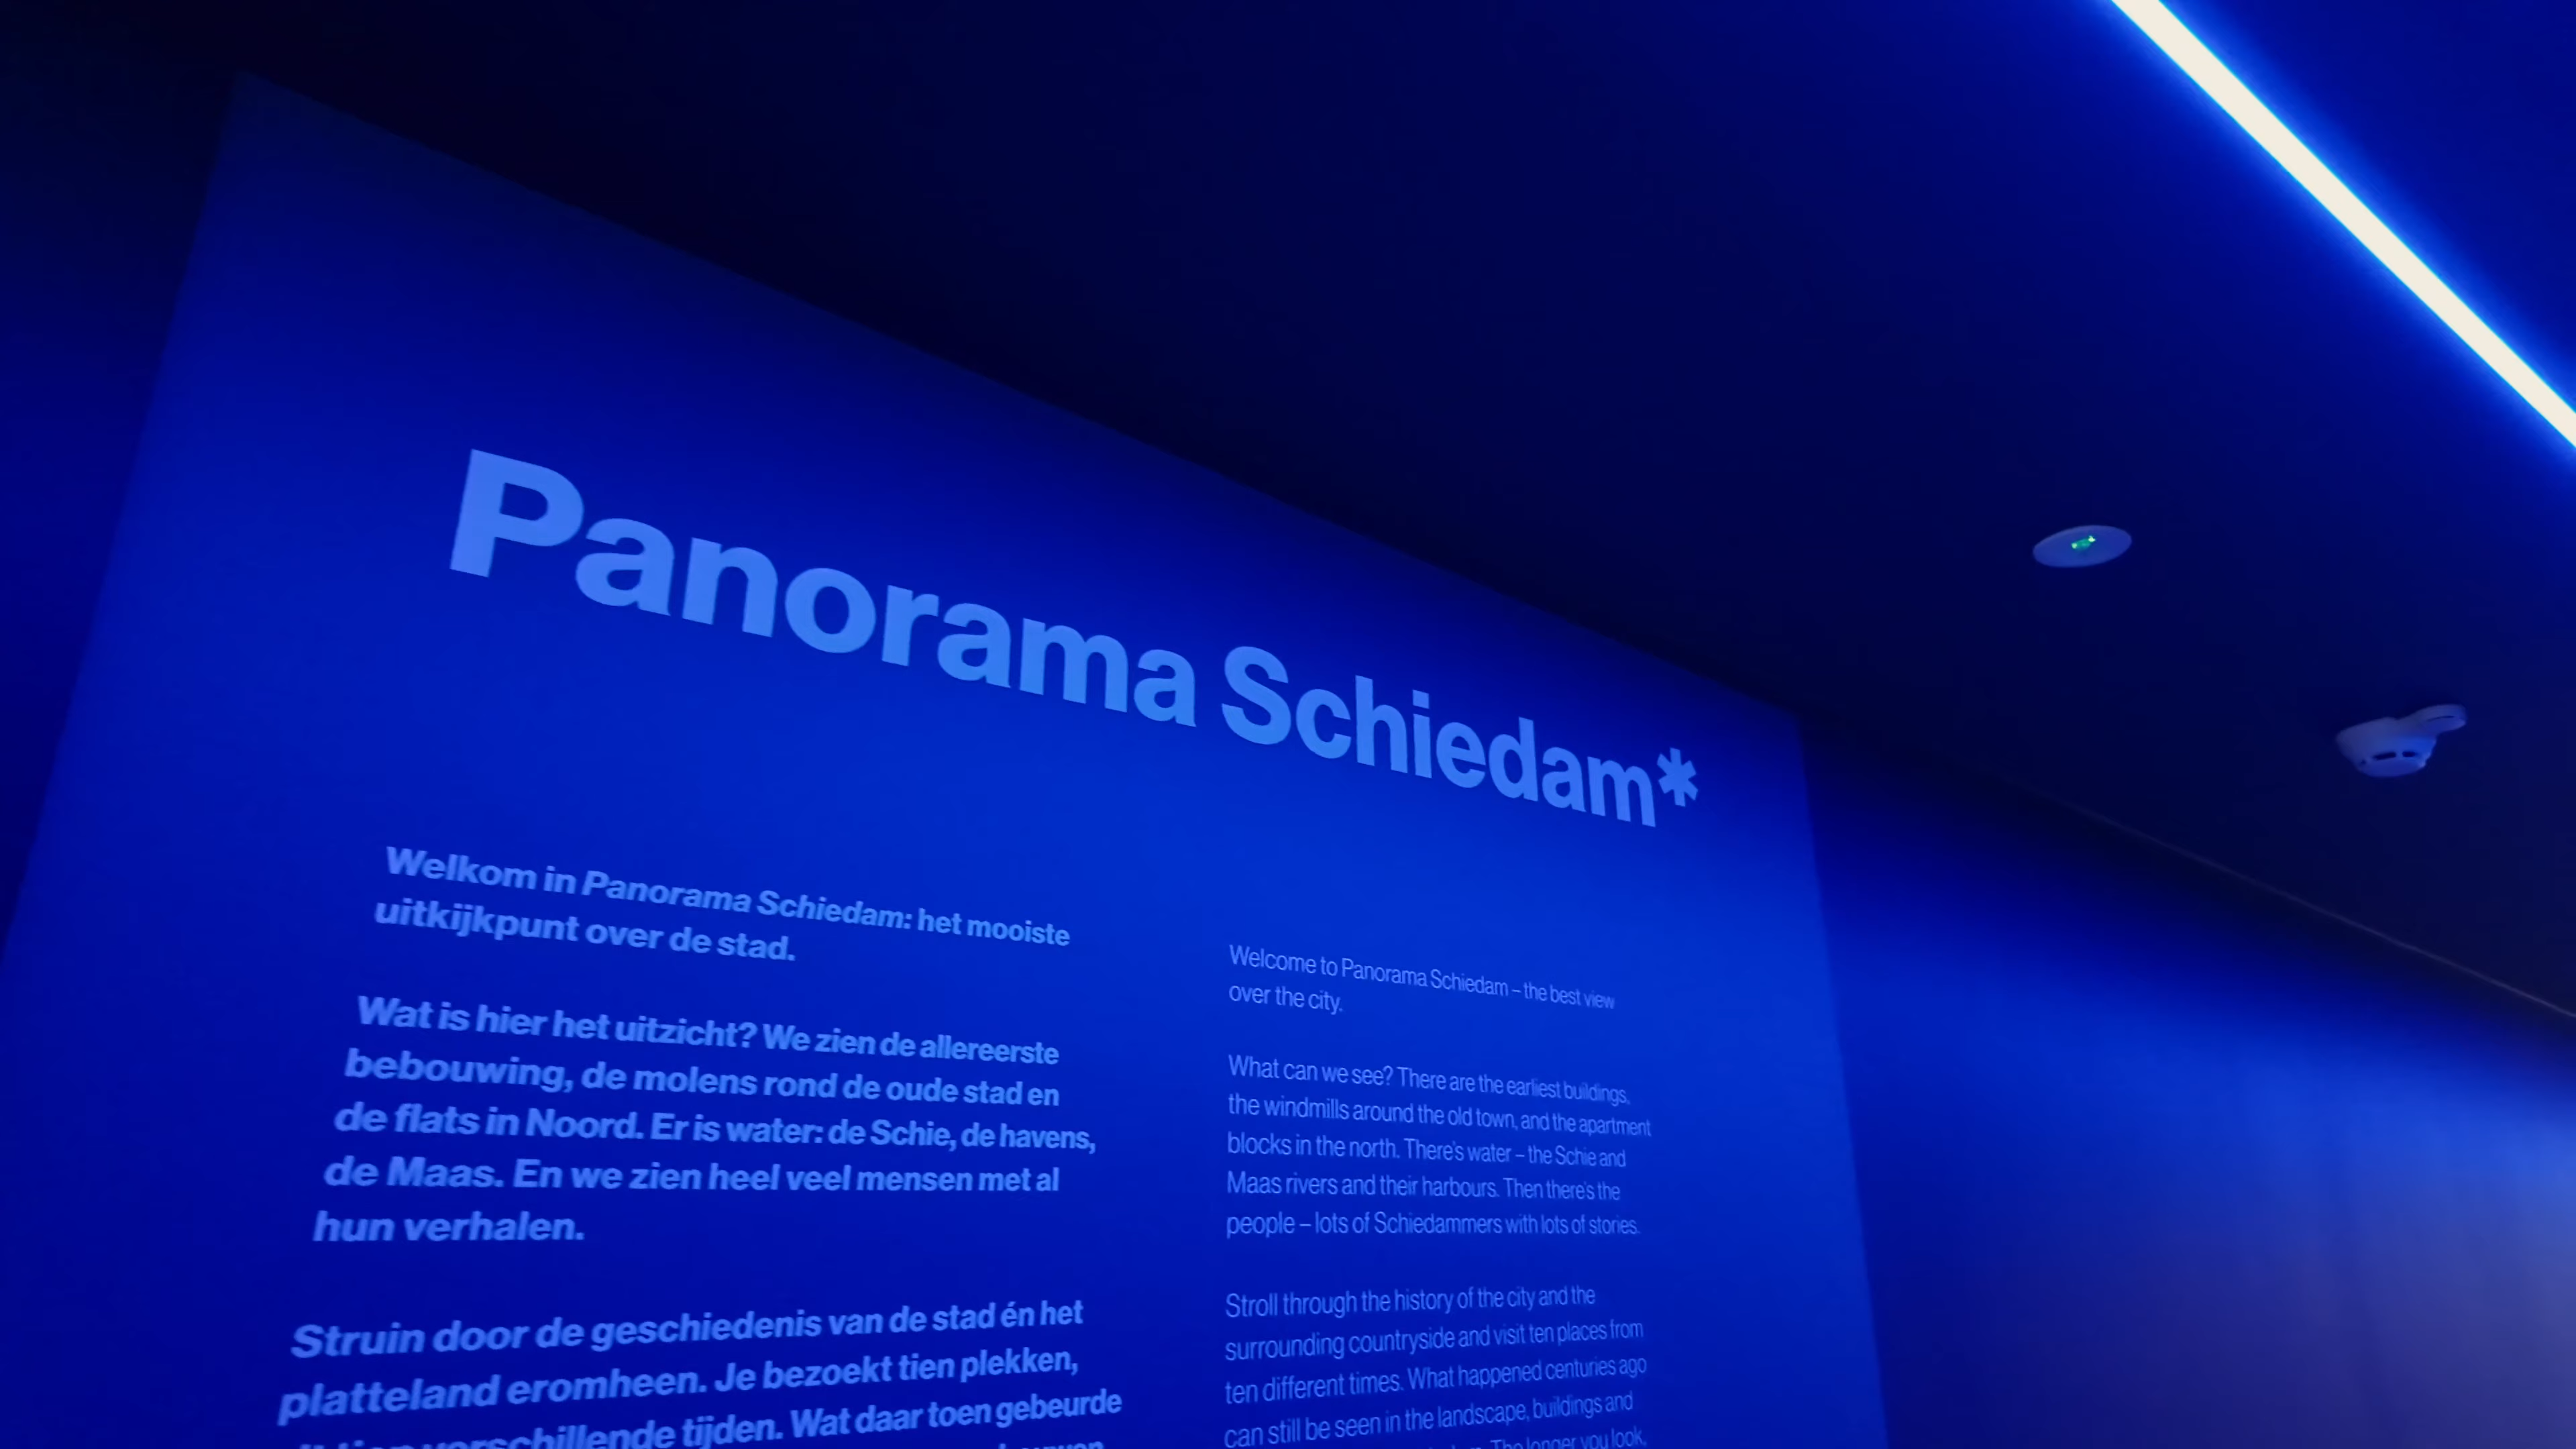 Panorama Schiedam*
Welkom in Panorama Schiedam: het mooiste
uitkijkpunt over de stad.
Wat is hier het uitzicht? We zien de allereerste
bebouwing, de molens rond de oude stad en
de flats in Noord. Er is water: de Schie, de havens,
de Maas. En we zien heel veel mensen met al
hun verhalen.
Struin door de geschiedenis van de stad én het
platteland eromheen. Je bezoekt tien plekken,
verschillende tijden. Wat daar toen gebeurde
Welcome to Panorama Schiedam – the best view
over the city.
What can we see? There are the earliest buildings,
the windmills around the old town, and the apartment
blocks in the north. There's water – the Schie and
Maas rivers and their harbours. Then there's the
people – lots of Schiedammers with lots of stories.
Stroll through the history of the city and the
surrounding countryside and visit ten places from
ten different times. What happened centuries ago
can still be seen in the landscape, buildings and
The longer you look,